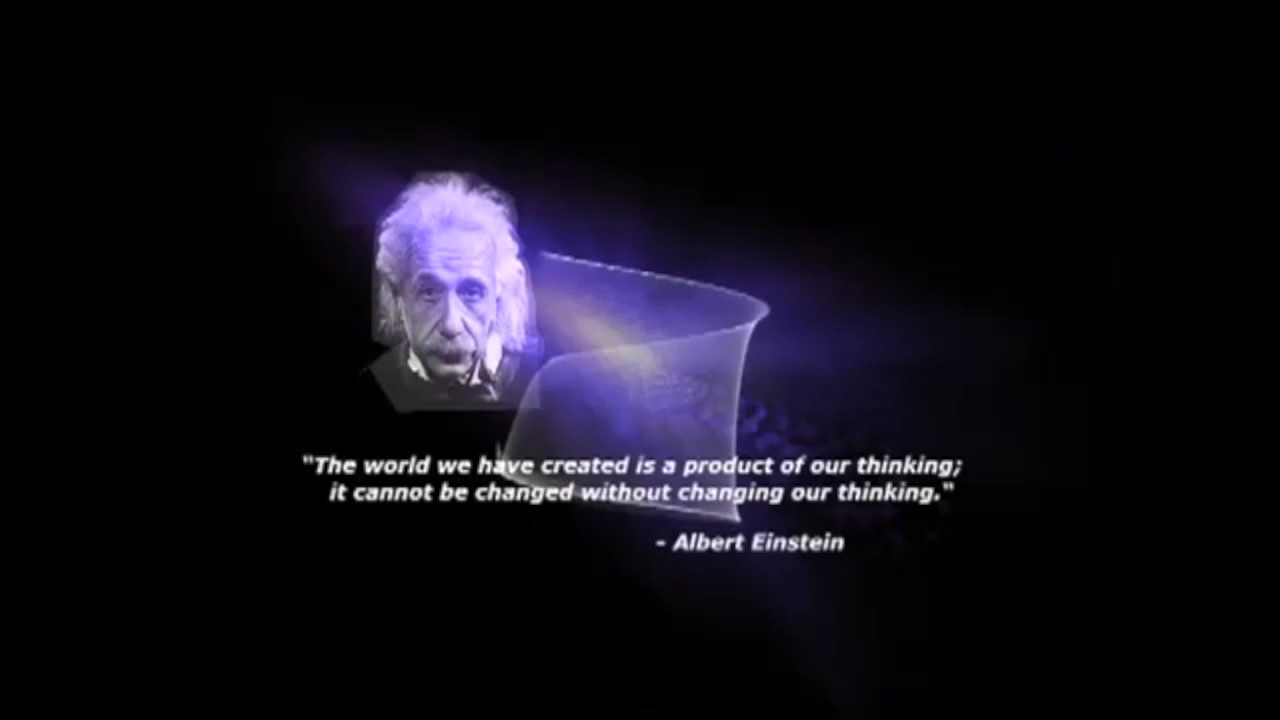 "The world we have created is a product of our thinking;
it cannot be changed without changing our thinking."
- Albert Einstein